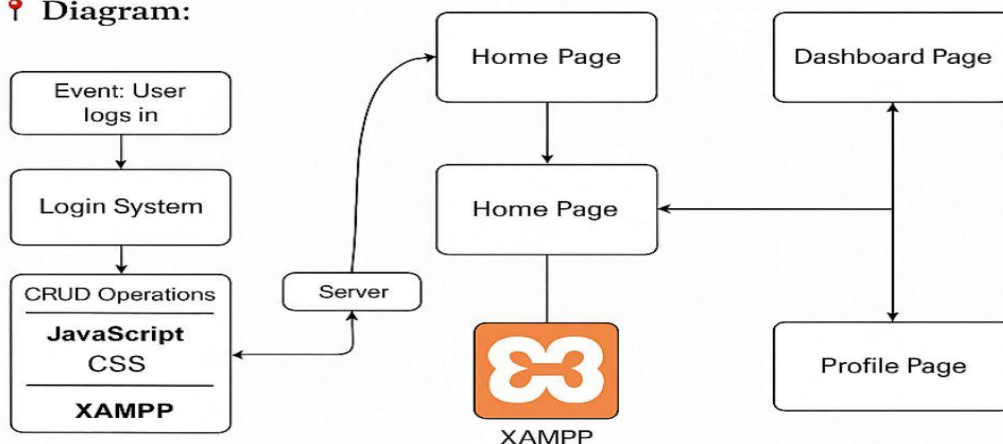 Diagram:
Event: User
logs in
Login System
CRUD Operations
JavaScript
CSS
XAMPP
Server
Home Page
Home Page
XAMPP
Dashboard Page
Profile Page